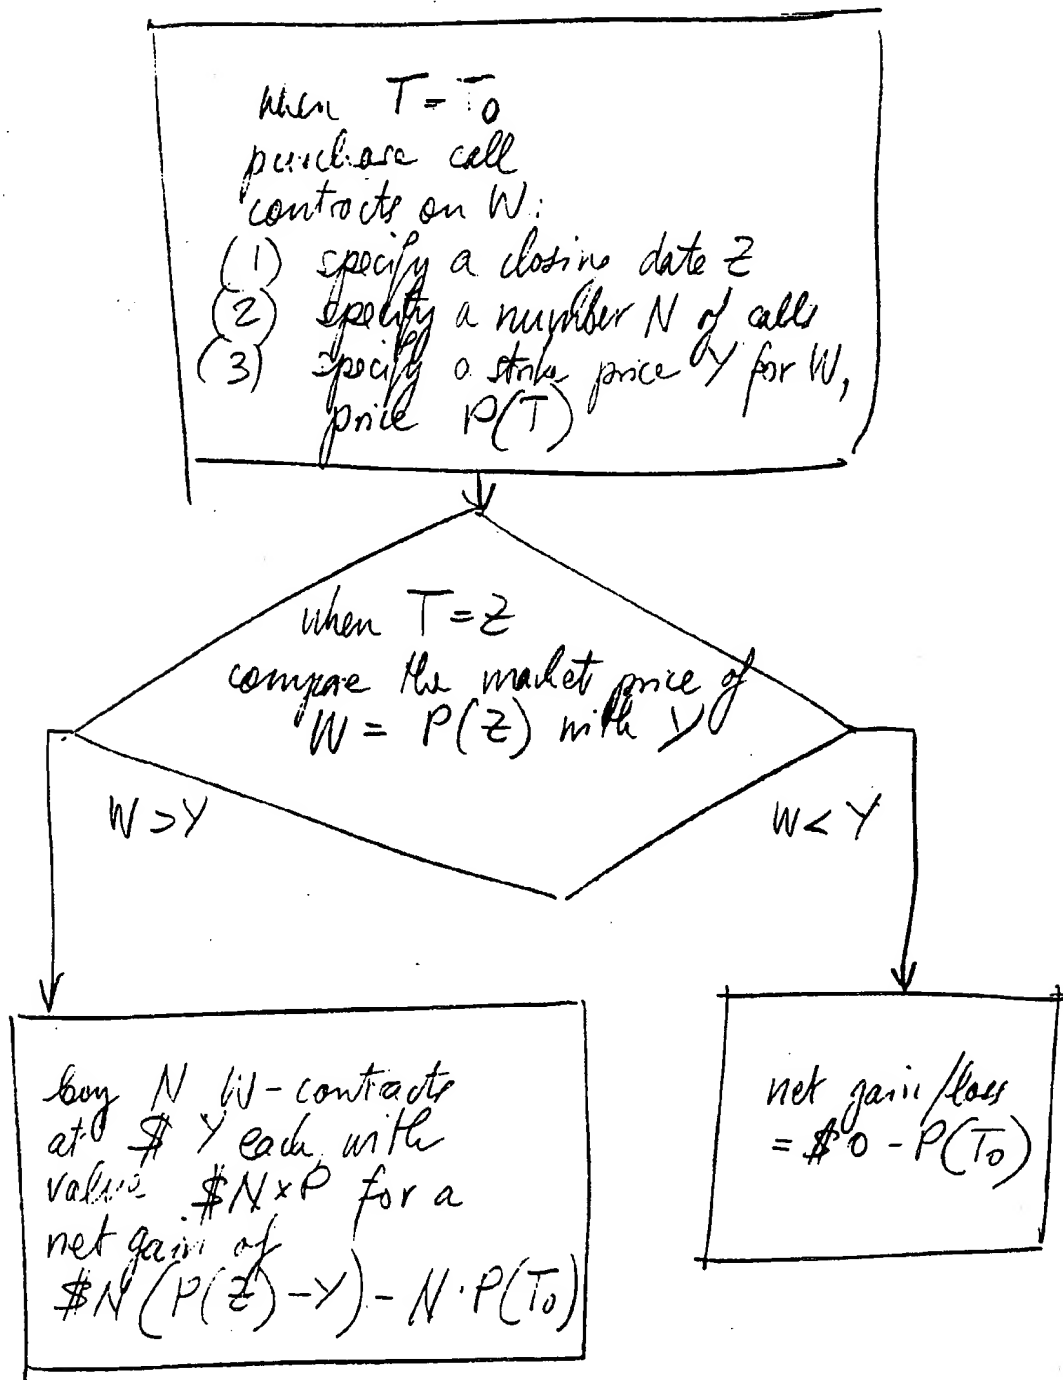 when T = T0
purchase call
contracts on W:
(1) specify a closing date Z
(2) specify a number N of calls
(3) specify a strike price Y for W,
price P(T)
when T = Z
compare the market price of
W = P(Z) with Y
W > Y
W < Y
buy N W-contracts
at $ Y each with
value $N×P for a
net gain of
$N(P(Z)-Y) - N·P(T0)
net gain/loss
= $0 - P(T0)